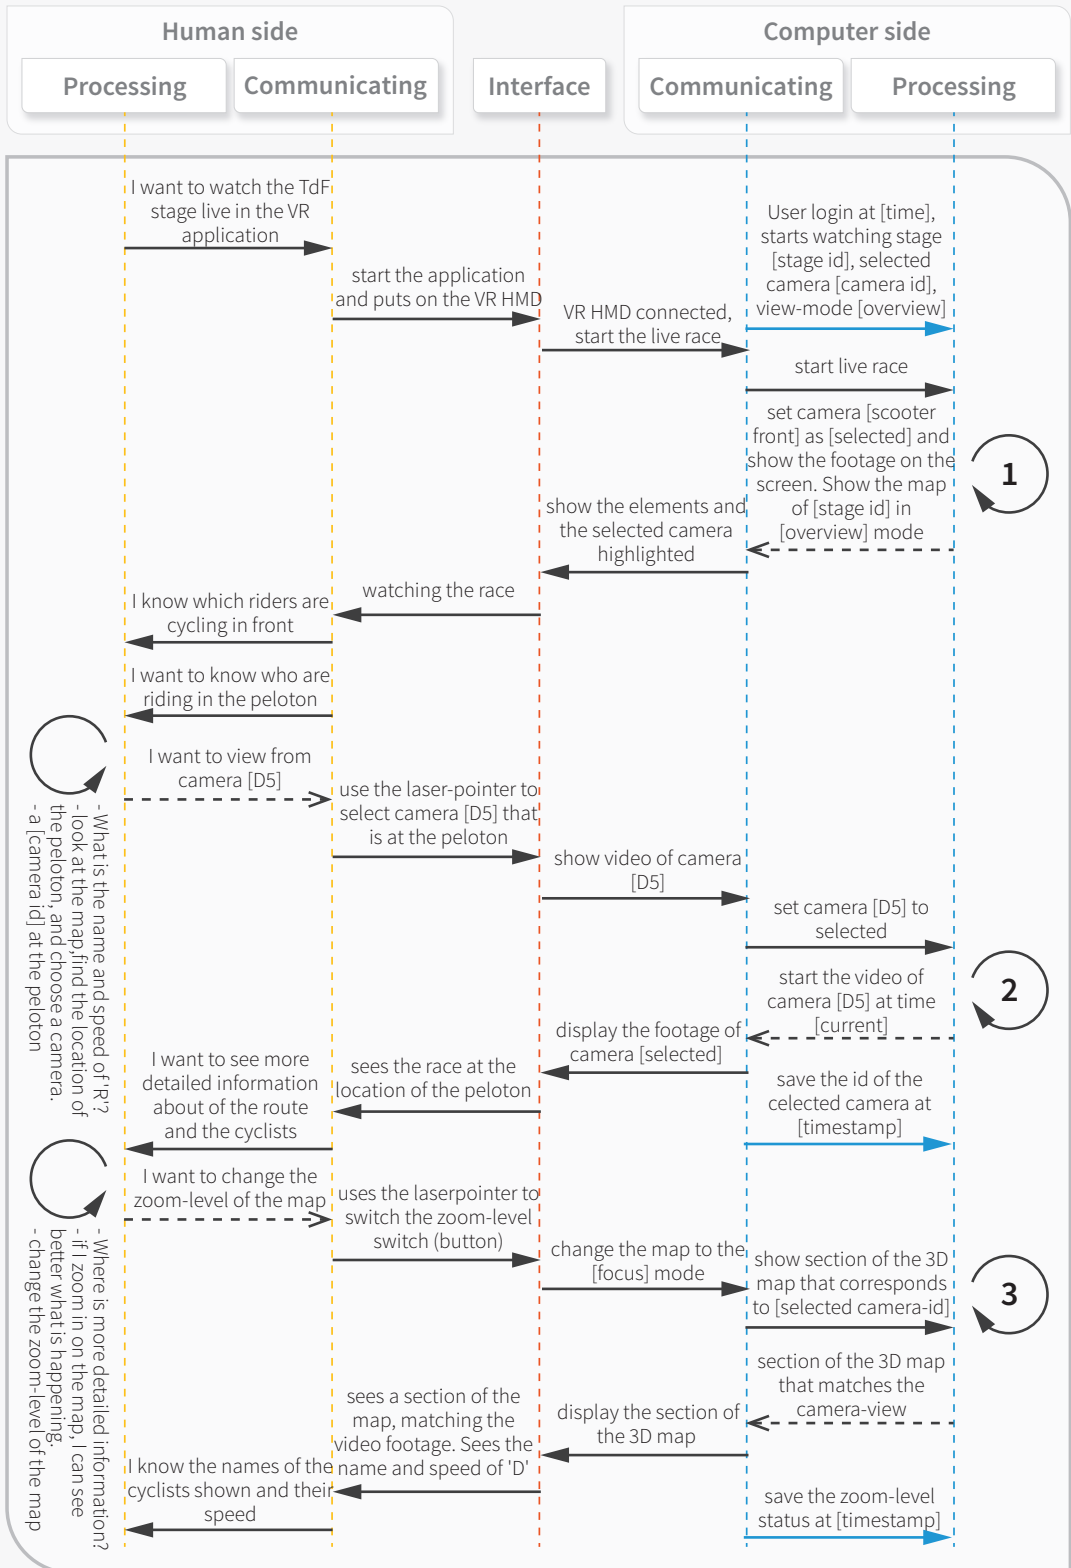 Human side
Computer side
Processing
Communicating
Interface
Communicating
Processing
I want to watch the TdF
stage live in the VR
application
User login at [time],
starts watching stage
[stage id], selected
camera [camera id],
view-mode [overview]
start the application
and puts on the VR HMD
VR HMD connected,
start the live race
start live race
set camera [scooter
front] as [selected] and
show the footage on the
screen. Show the map
of [stage id] in
[overview] mode
1
show the elements and
the selected camera
highlighted
watching the race
I know which riders are
cycling in front
I want to know who are
riding in the peloton
I want to view from
camera [D5]
- What is the name and speed of 'R'?
- look at the map,find the location of
the peloton, and choose a camera.
- a [camera id] at the peloton
use the laser-pointer to
select camera [D5] that
is at the peloton
show video of camera
[D5]
set camera [D5] to
selected
start the video of
camera [D5] at time
[current]
2
display the footage of
camera [selected]
sees the race at the
location of the peloton
I want to see more
detailed information
about of the route
and the cyclists
save the id of the
celected camera at
[timestamp]
I want to change the
zoom-level of the map
- Where is more detailed information?
- if I zoom in on the map, I can see
better what is happening.
- change the zoom-level of the map
uses the laserpointer to
switch the zoom-level
switch (button)
change the map to the
[focus] mode
show section of the 3D
map that corresponds
to [selected camera-id]
3
section of the 3D map
that matches the
camera-view
display the section of
the 3D map
sees a section of the
map, matching the
video footage. Sees the
name and speed of 'D'
I know the names of the
cyclists shown and their
speed
save the zoom-level
status at [timestamp]